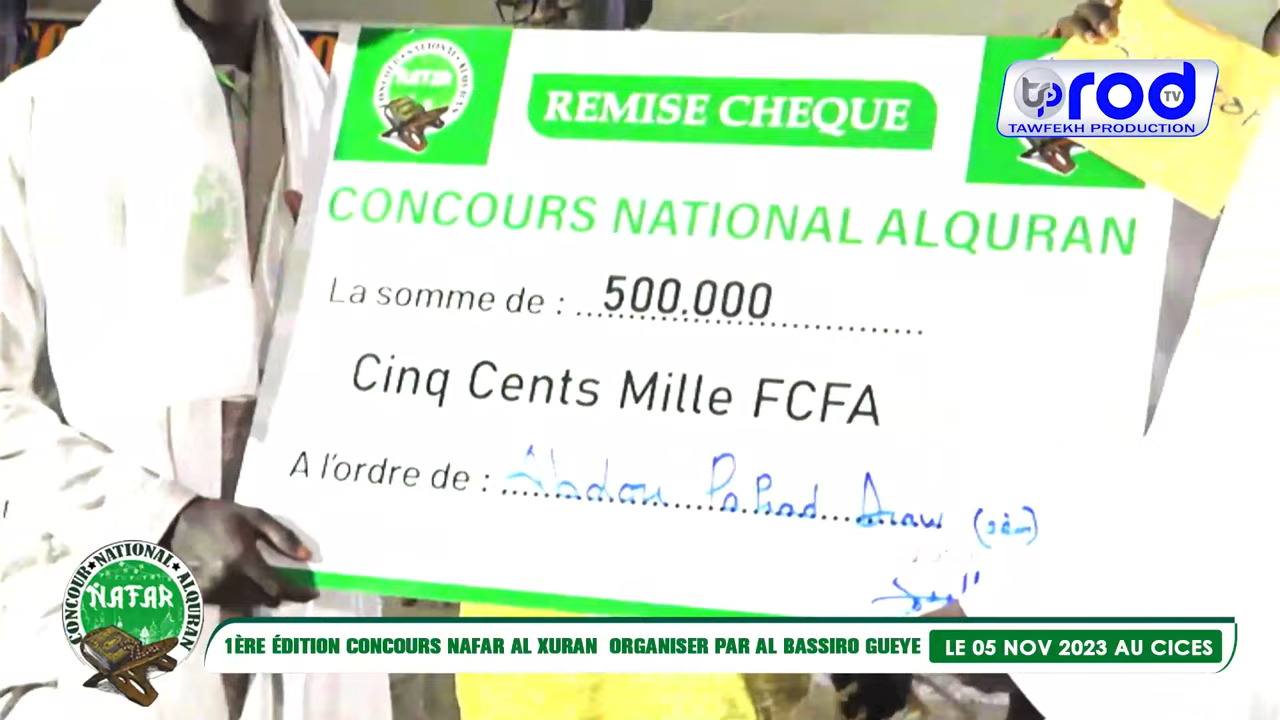 prod TV
TAWFEKH PRODUCTION
REMISE CHEQUE
CONCOURS NATIONAL ALQURAN
La somme de : 500.000
Cinq Cents Mille FCFA
A l'ordre de : Abdou
CONCOUR★NATIONAL★ALQURAN
NAFAR
1ÈRE ÉDITION CONCOURS NAFAR AL XURAN ORGANISER PAR AL BASSIRO GUEYE
LE 05 NOV 2023 AU CICES